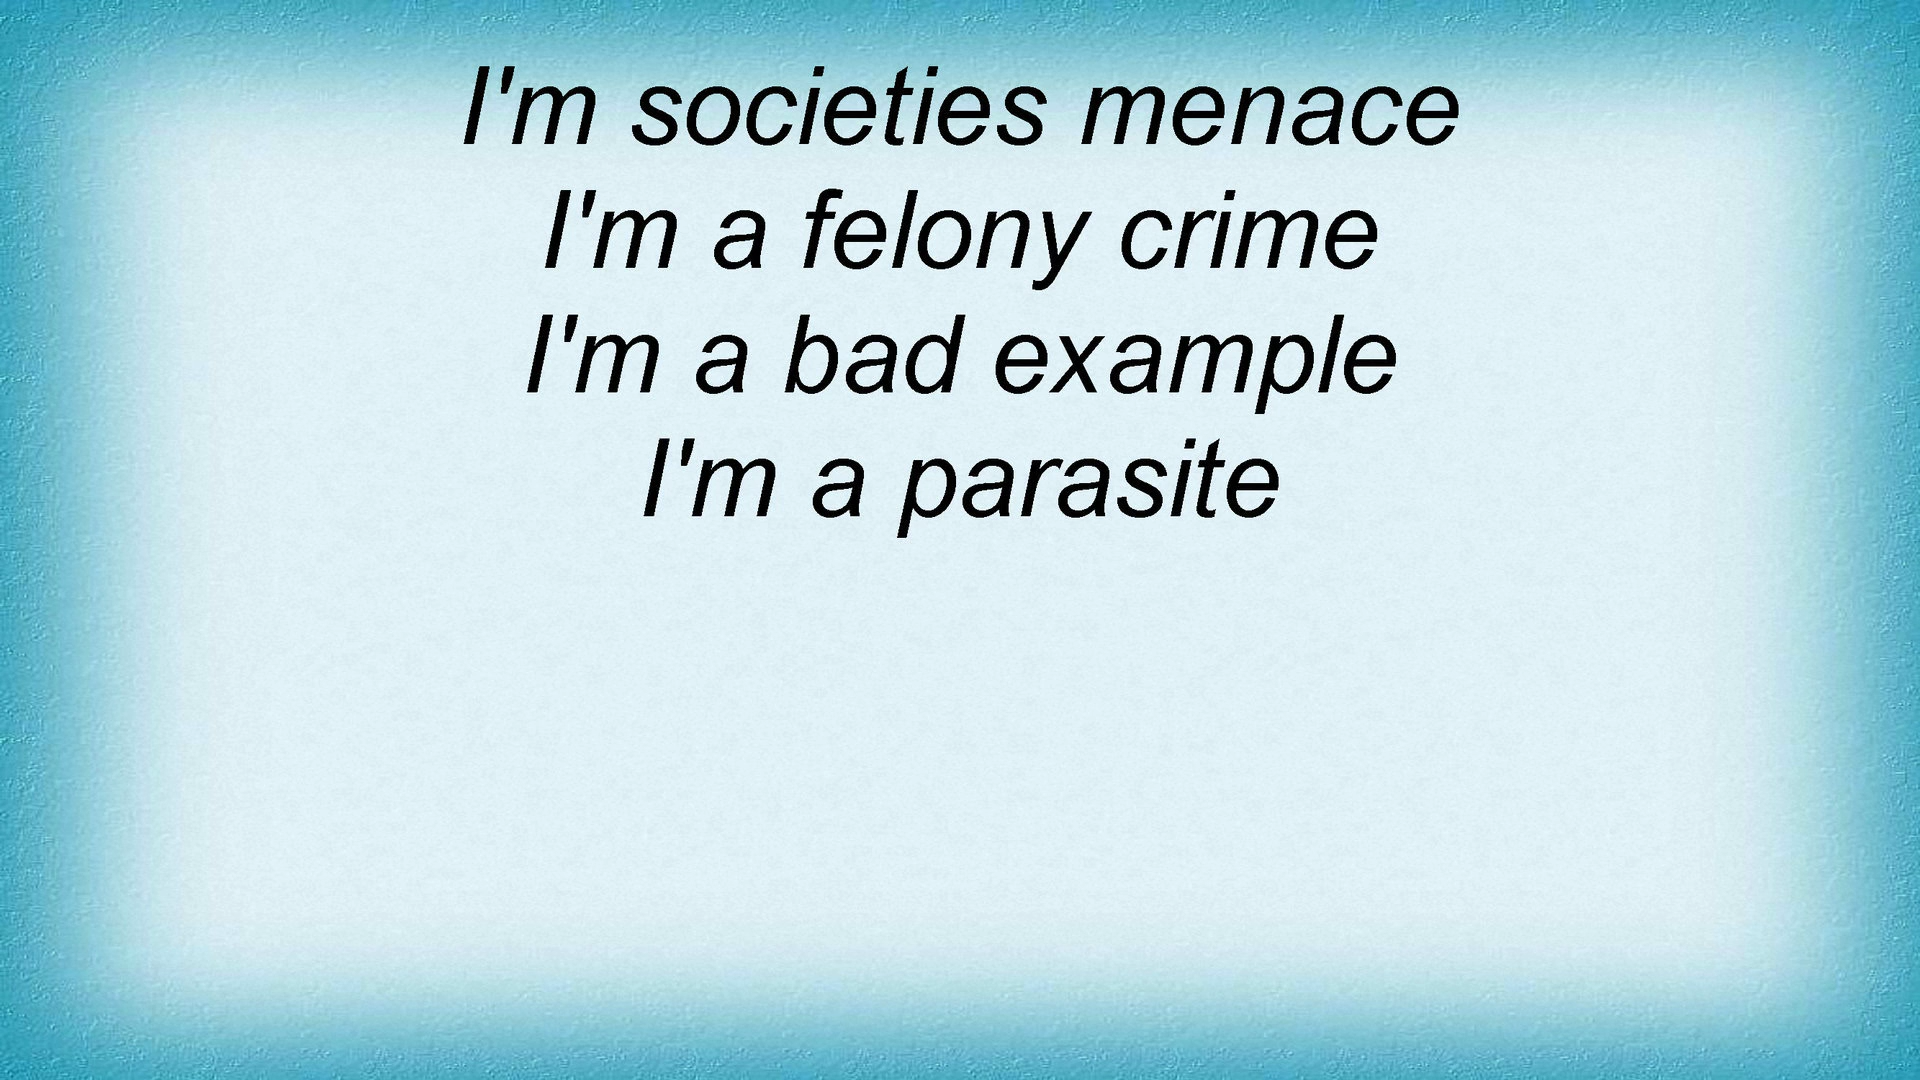 I'm societies menace
I'm a felony crime
I'm a bad example
I'm a parasite